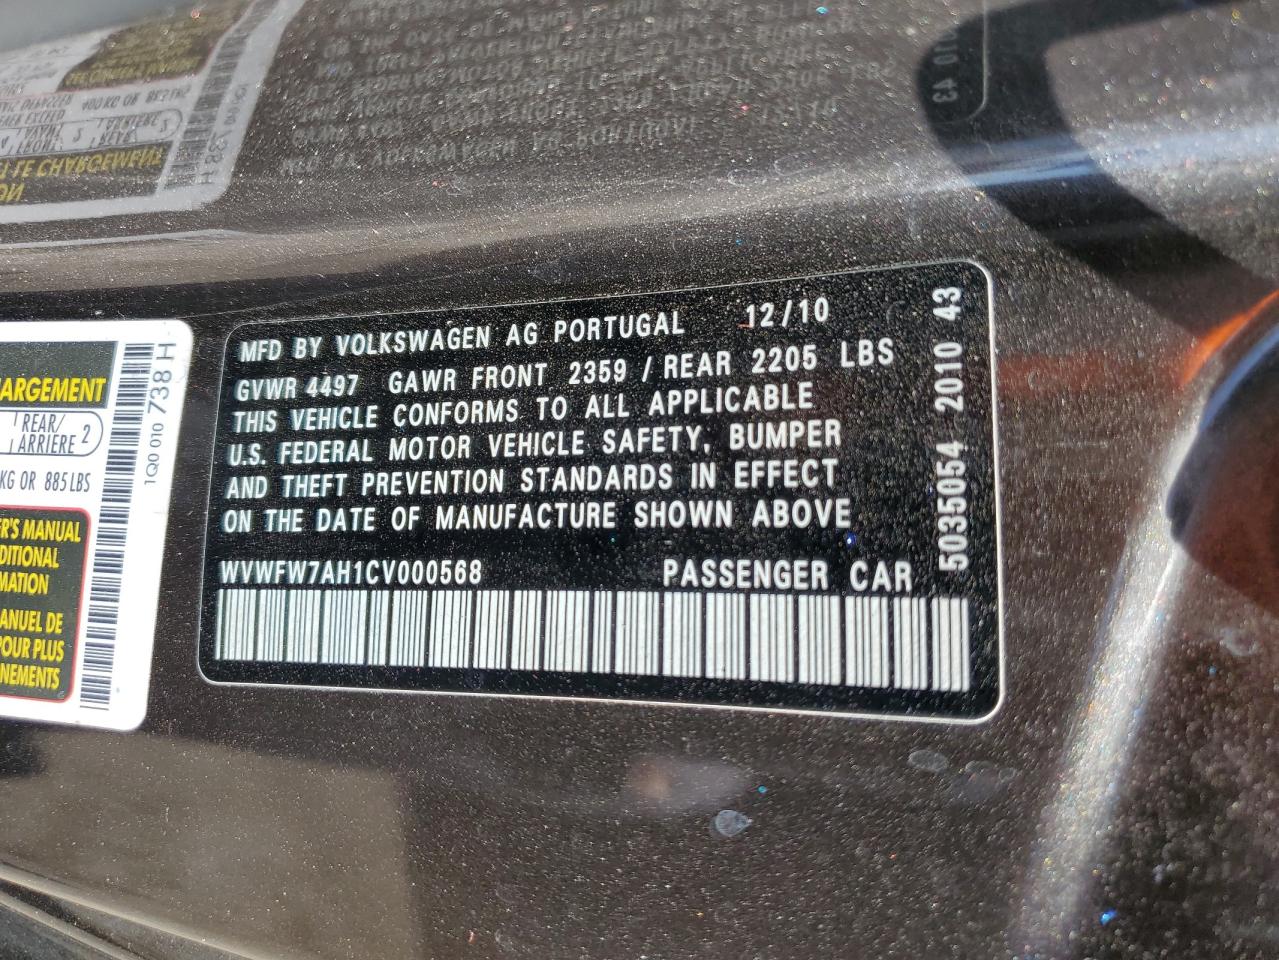 MFD BY VOLKSWAGEN AG PORTUGAL 12/10
GVWR 4497 GAWR FRONT 2359 / REAR 2205 LBS
THIS VEHICLE CONFORMS TO ALL APPLICABLE
U.S. FEDERAL MOTOR VEHICLE SAFETY, BUMPER
AND THEFT PREVENTION STANDARDS IN EFFECT
ON THE DATE OF MANUFACTURE SHOWN ABOVE
WVWFW7AH1CV000568 PASSENGER CAR
5035054 2010 43
ARGEMENT
REAR/
ARRIERE 2
KG OR 885 LBS
ER'S MANUAL
DITIONAL
MATION
ANUEL DE
POUR PLUS
NEMENTS
1Q0 010 738 H